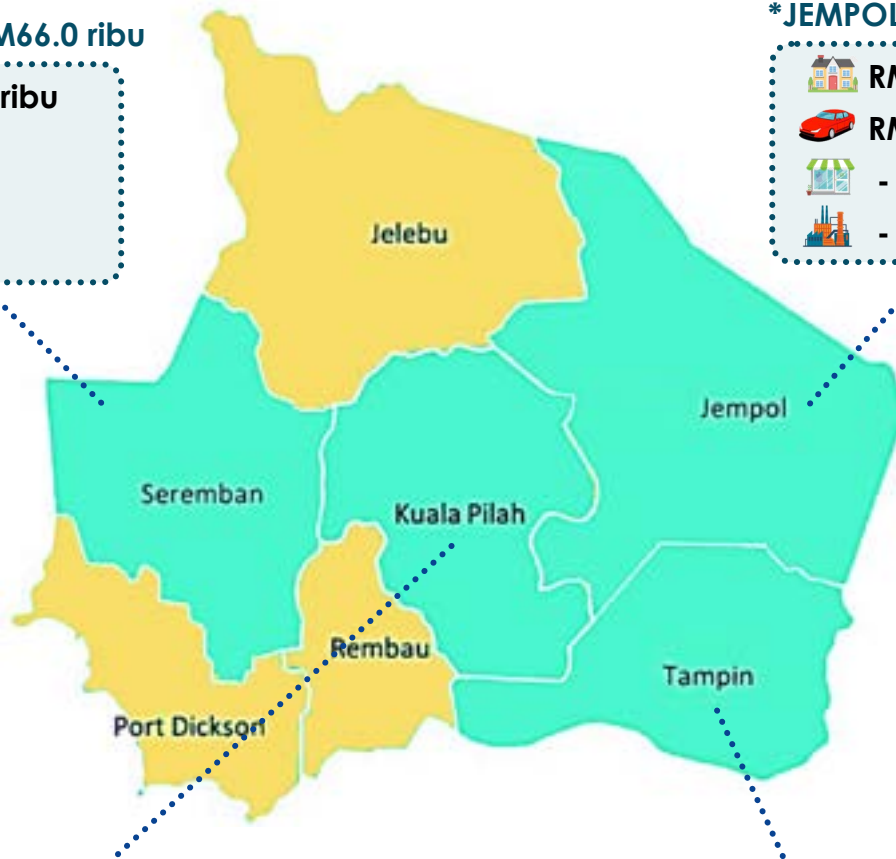 M66.0 ribu
ribu
*JEMPOL
RM
RM
-
-
Jelebu
Jempol
Seremban
Kuala Pilah
Rembau
Tampin
Port Dickson